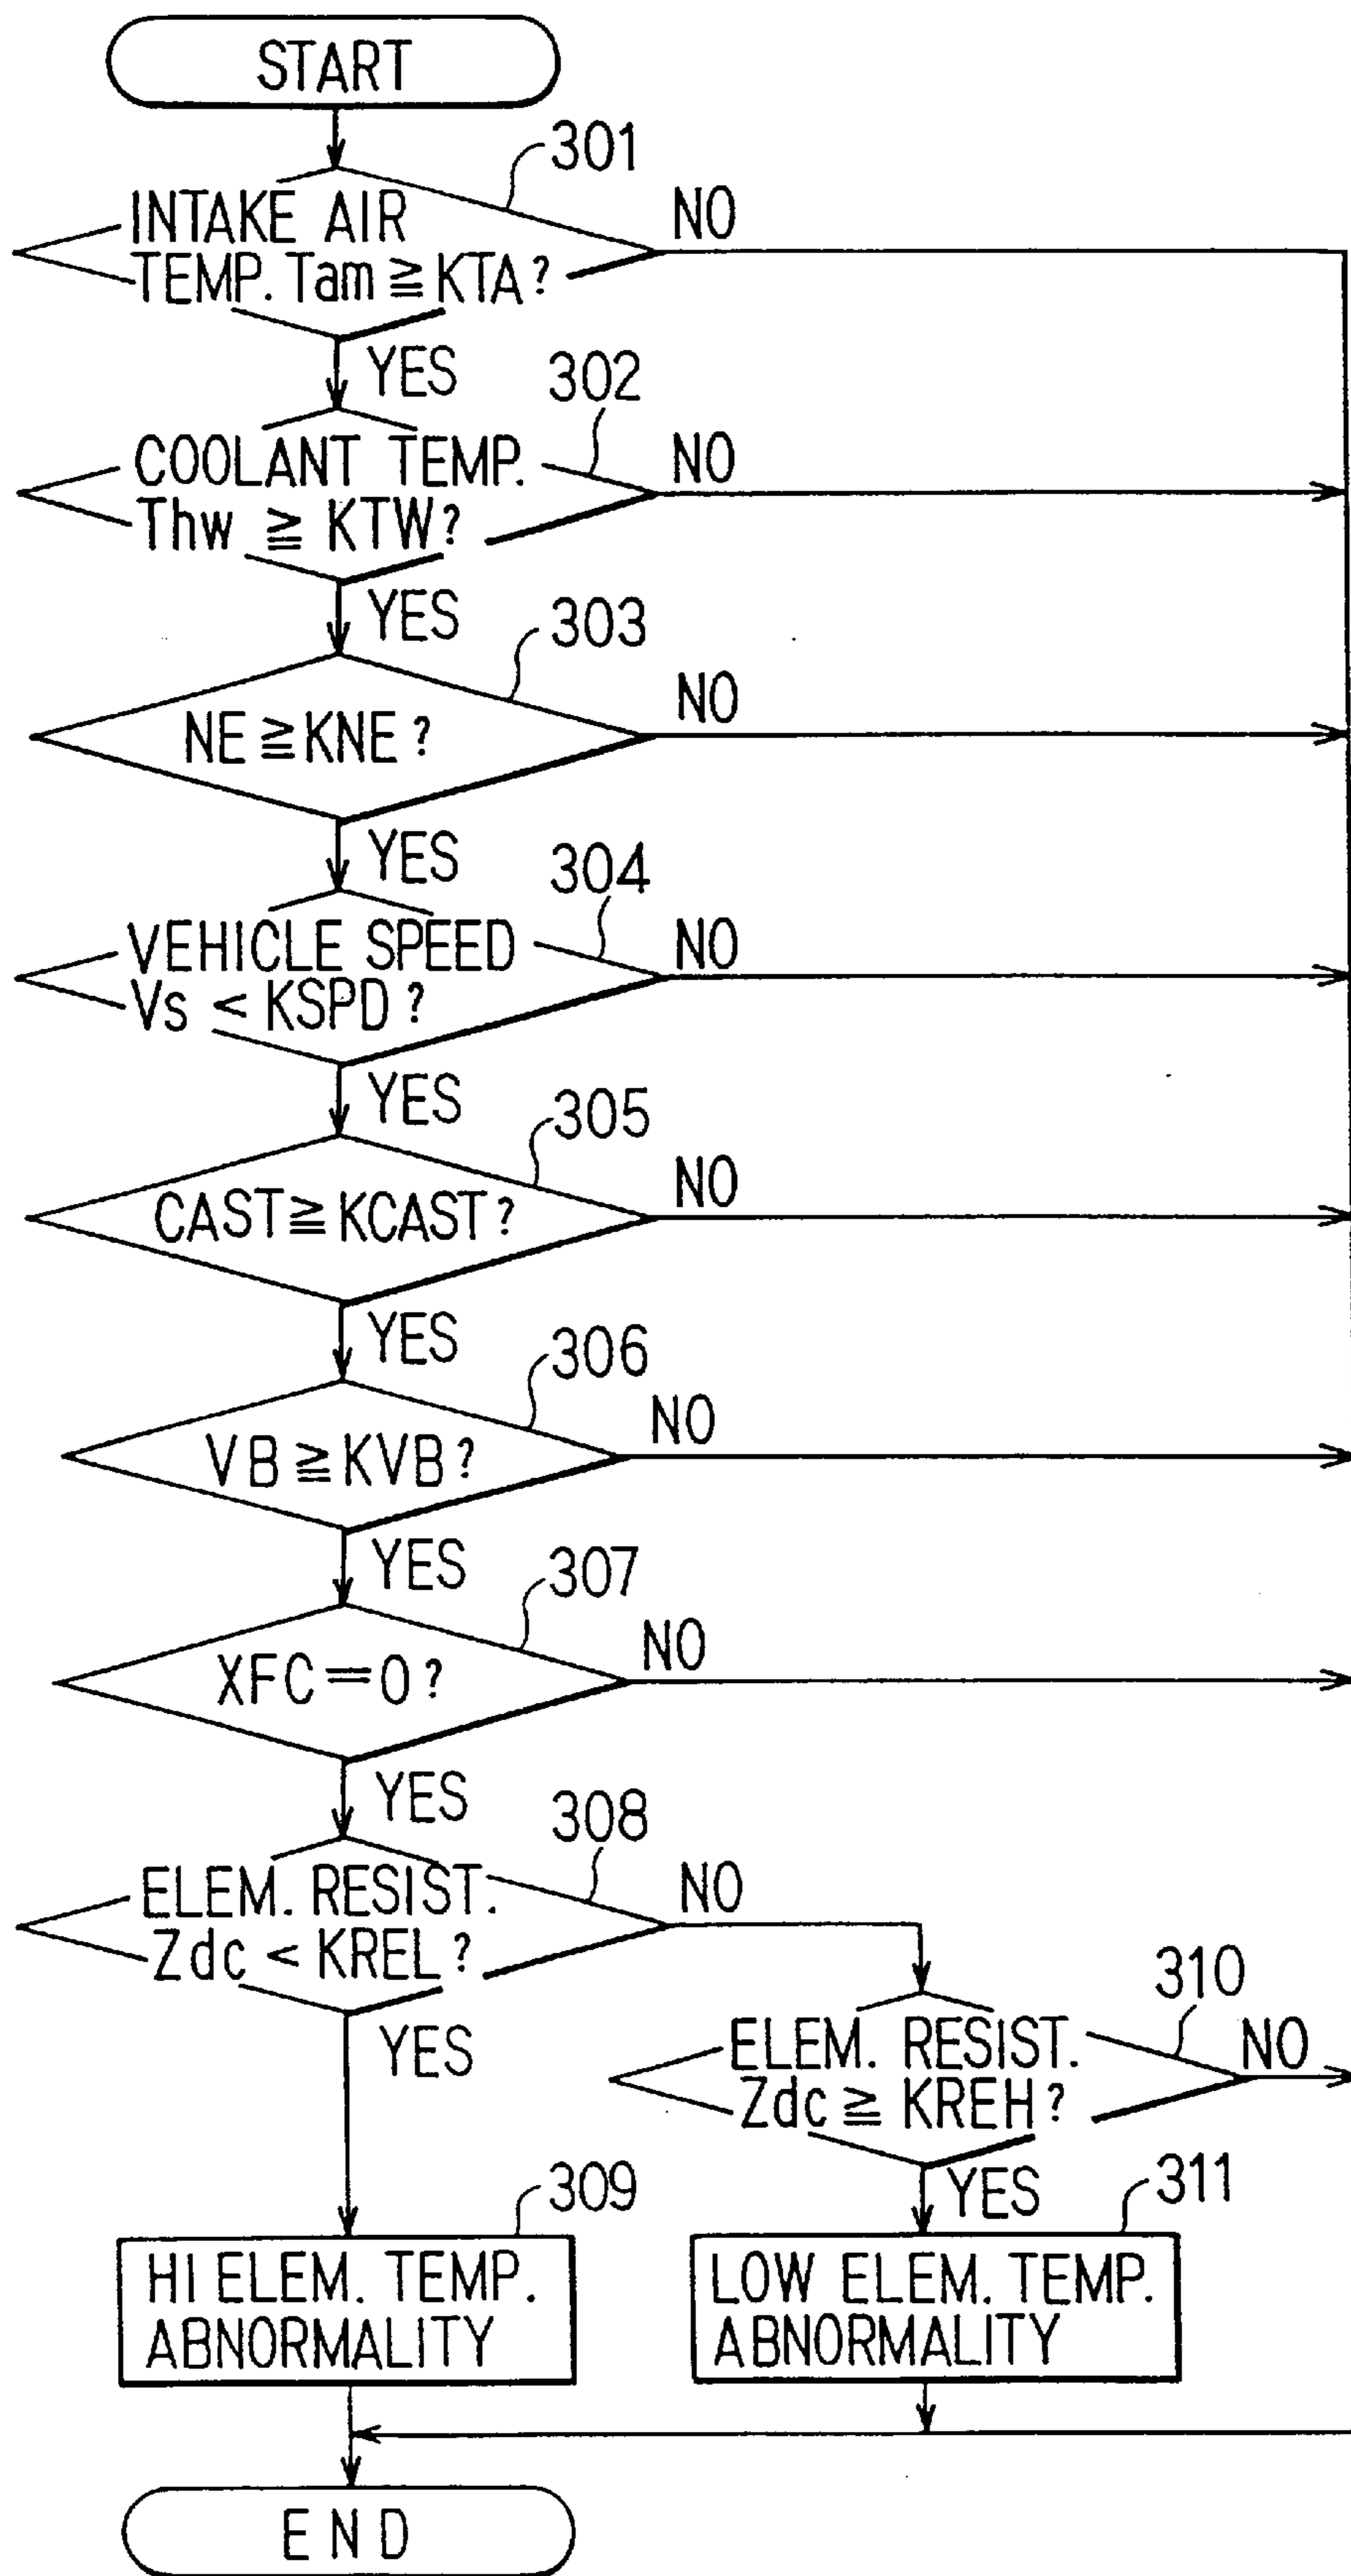 START
301
INTAKE AIR
NO
TEMP. Tam ≧ KTA?
YES
302
COOLANT TEMP.
NO
Thw ≧ KTW?
YES
303
NO
NE ≧ KNE?
YES
304
VEHICLE SPEED
NO
Vs < KSPD?
YES
305
NO
CAST ≧ KCAST?
YES
306
NO
VB ≧ KVB?
YES
307
NO
XFC=0?
YES
308
ELEM. RESIST.
NO
Zdc < KREL?
YES
310
ELEM. RESIST.
NO
Zdc ≧ KREH?
YES
309
311
HI ELEM. TEMP.
ABNORMALITY
LOW ELEM. TEMP.
ABNORMALITY
END